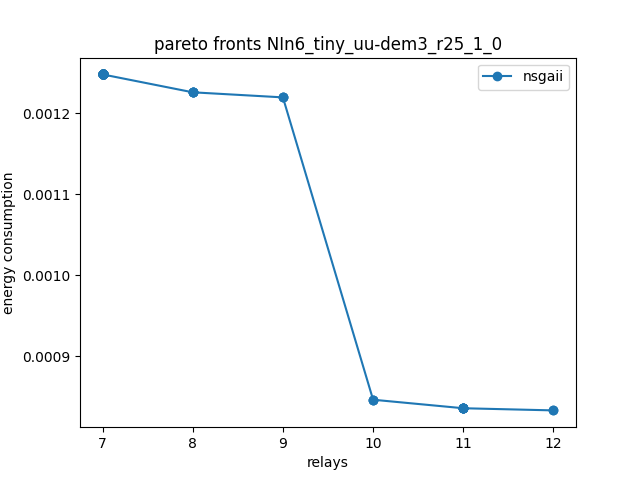 pareto fronts NIn6_tiny_uu-dem3_r25_1_0
nsgaii
energy consumption
0.0012
0.0011
0.0010
0.0009
7 8 9 10 11 12
relays